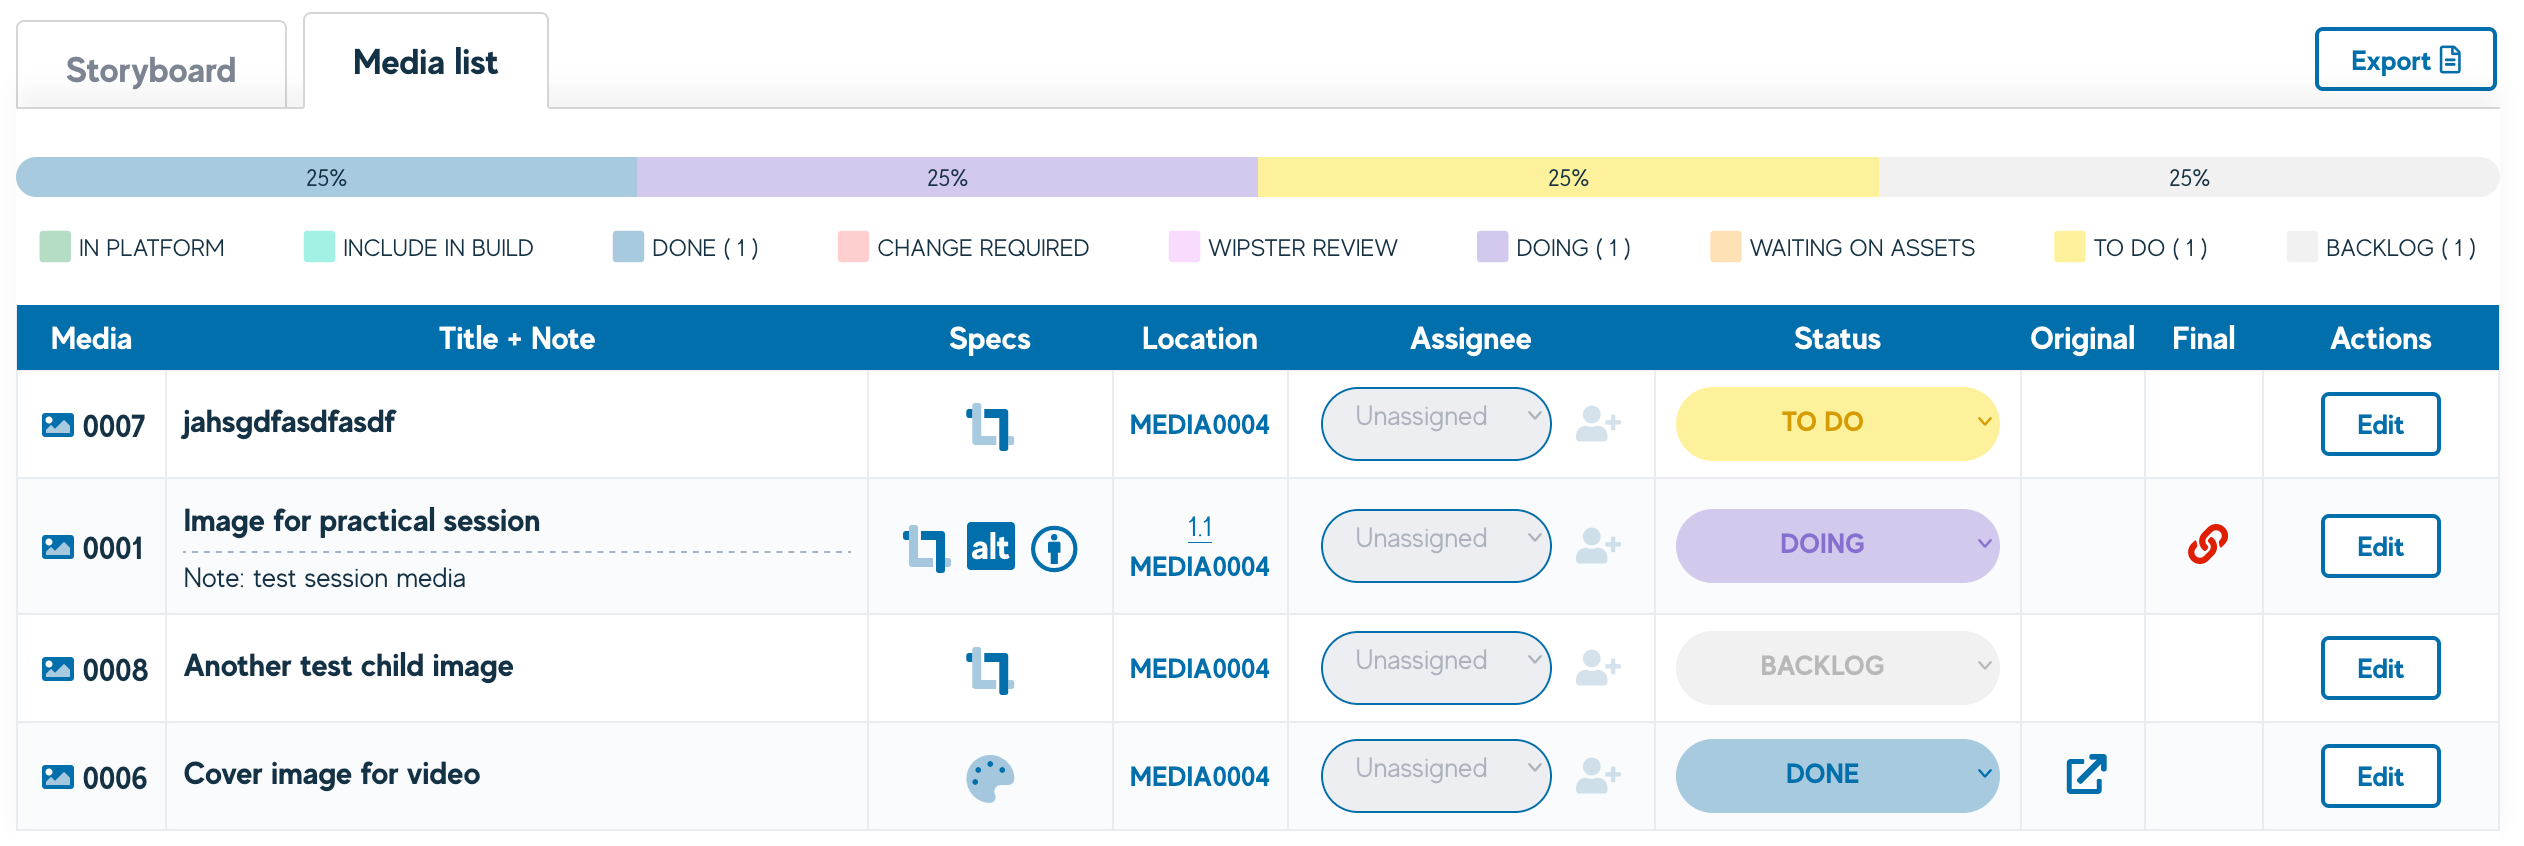 Storyboard
Media list
Export
25%
25%
25%
25%
IN PLATFORM
INCLUDE IN BUILD
DONE ( 1 )
CHANGE REQUIRED
WIPSTER REVIEW
DOING ( 1 )
WAITING ON ASSETS
TO DO ( 1 )
BACKLOG ( 1 )
Media
Title + Note
Specs
Location
Assignee
Status
Original
Final
Actions
0007
jahsgdfasdfasdf
MEDIA0004
Unassigned
TO DO
Edit
0001
Image for practical session
Note: test session media
alt
1.1
MEDIA0004
Unassigned
DOING
Edit
0008
Another test child image
MEDIA0004
Unassigned
BACKLOG
Edit
0006
Cover image for video
MEDIA0004
Unassigned
DONE
Edit